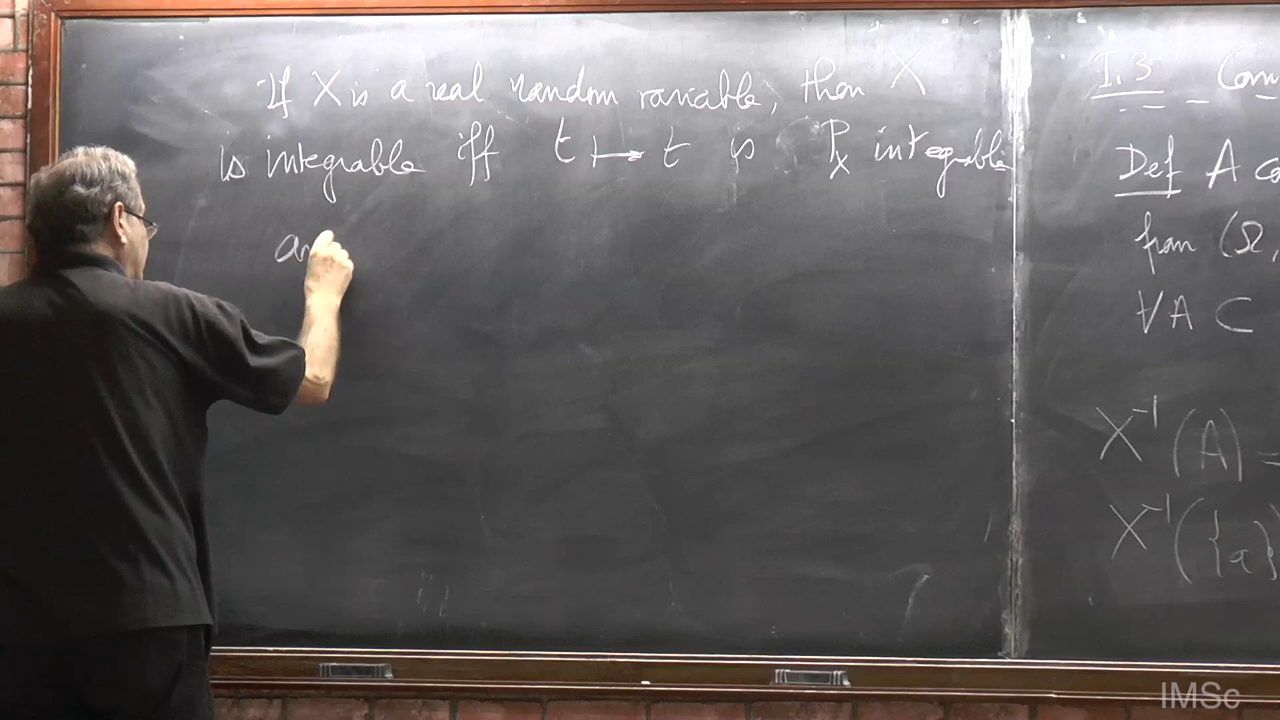 If X is a real random variable, then X
is integrable iff t ↦ t is P_X integrable
an
I.3 Con
Def A co
from (Ω,
∀A ⊂
X⁻¹(A) =
X⁻¹({a}
IMSc